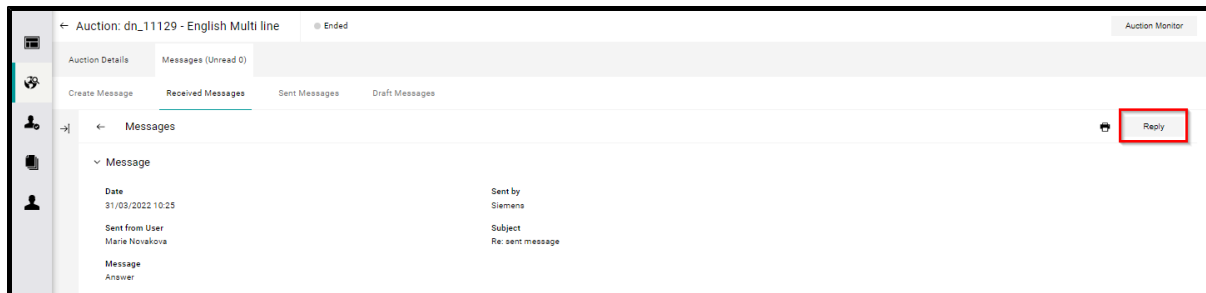 ← Auction: dn_11129 - English Multi line Ended Auction Monitor
Auction Details Messages (Unread 0)
Create Message Received Messages Sent Messages Draft Messages
← Messages Reply
Message
Date Sent by
31/03/2022 10:25 Siemens
Sent from User Subject
Marie Novakova Re: sent message
Message
Answer